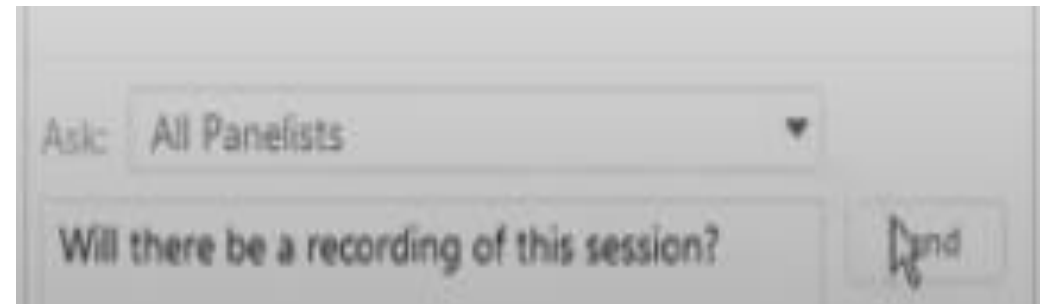 Ask: All Panelists
Will there be a recording of this session?